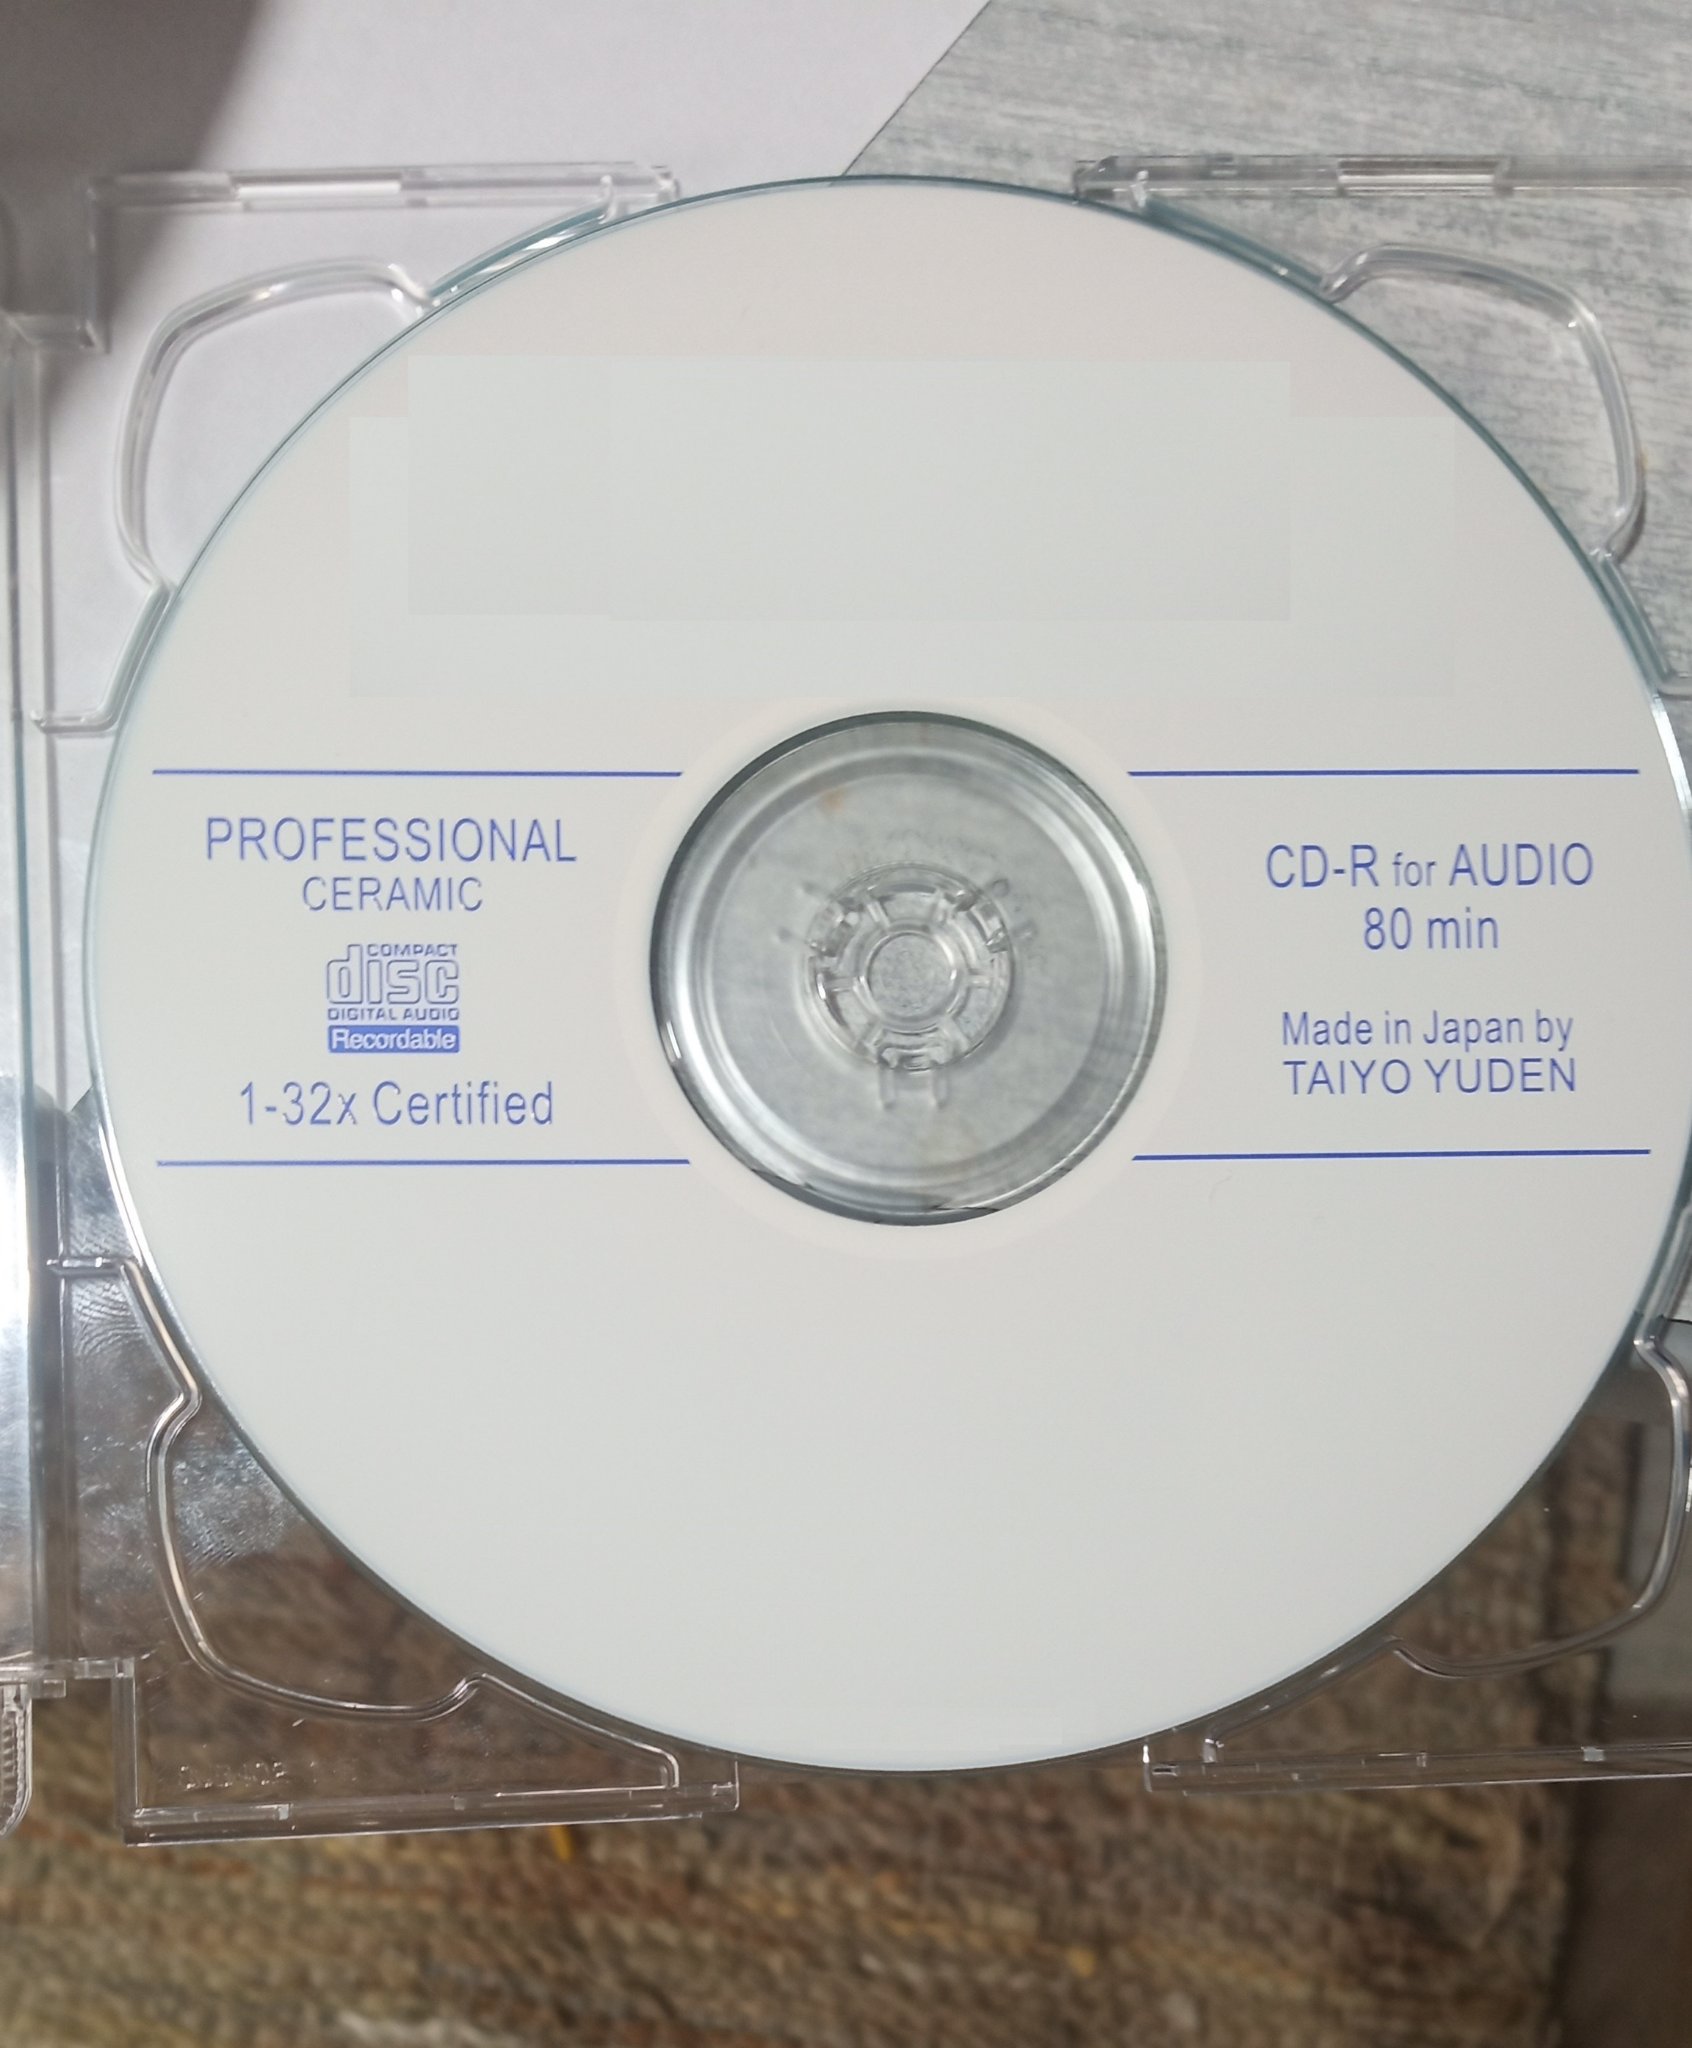 PROFESSIONAL
CERAMIC
COMPACT
disc
DIGITAL AUDIO
Recordable
1-32x Certified
CD-R for AUDIO
80 min
Made in Japan by
TAIYO YUDEN